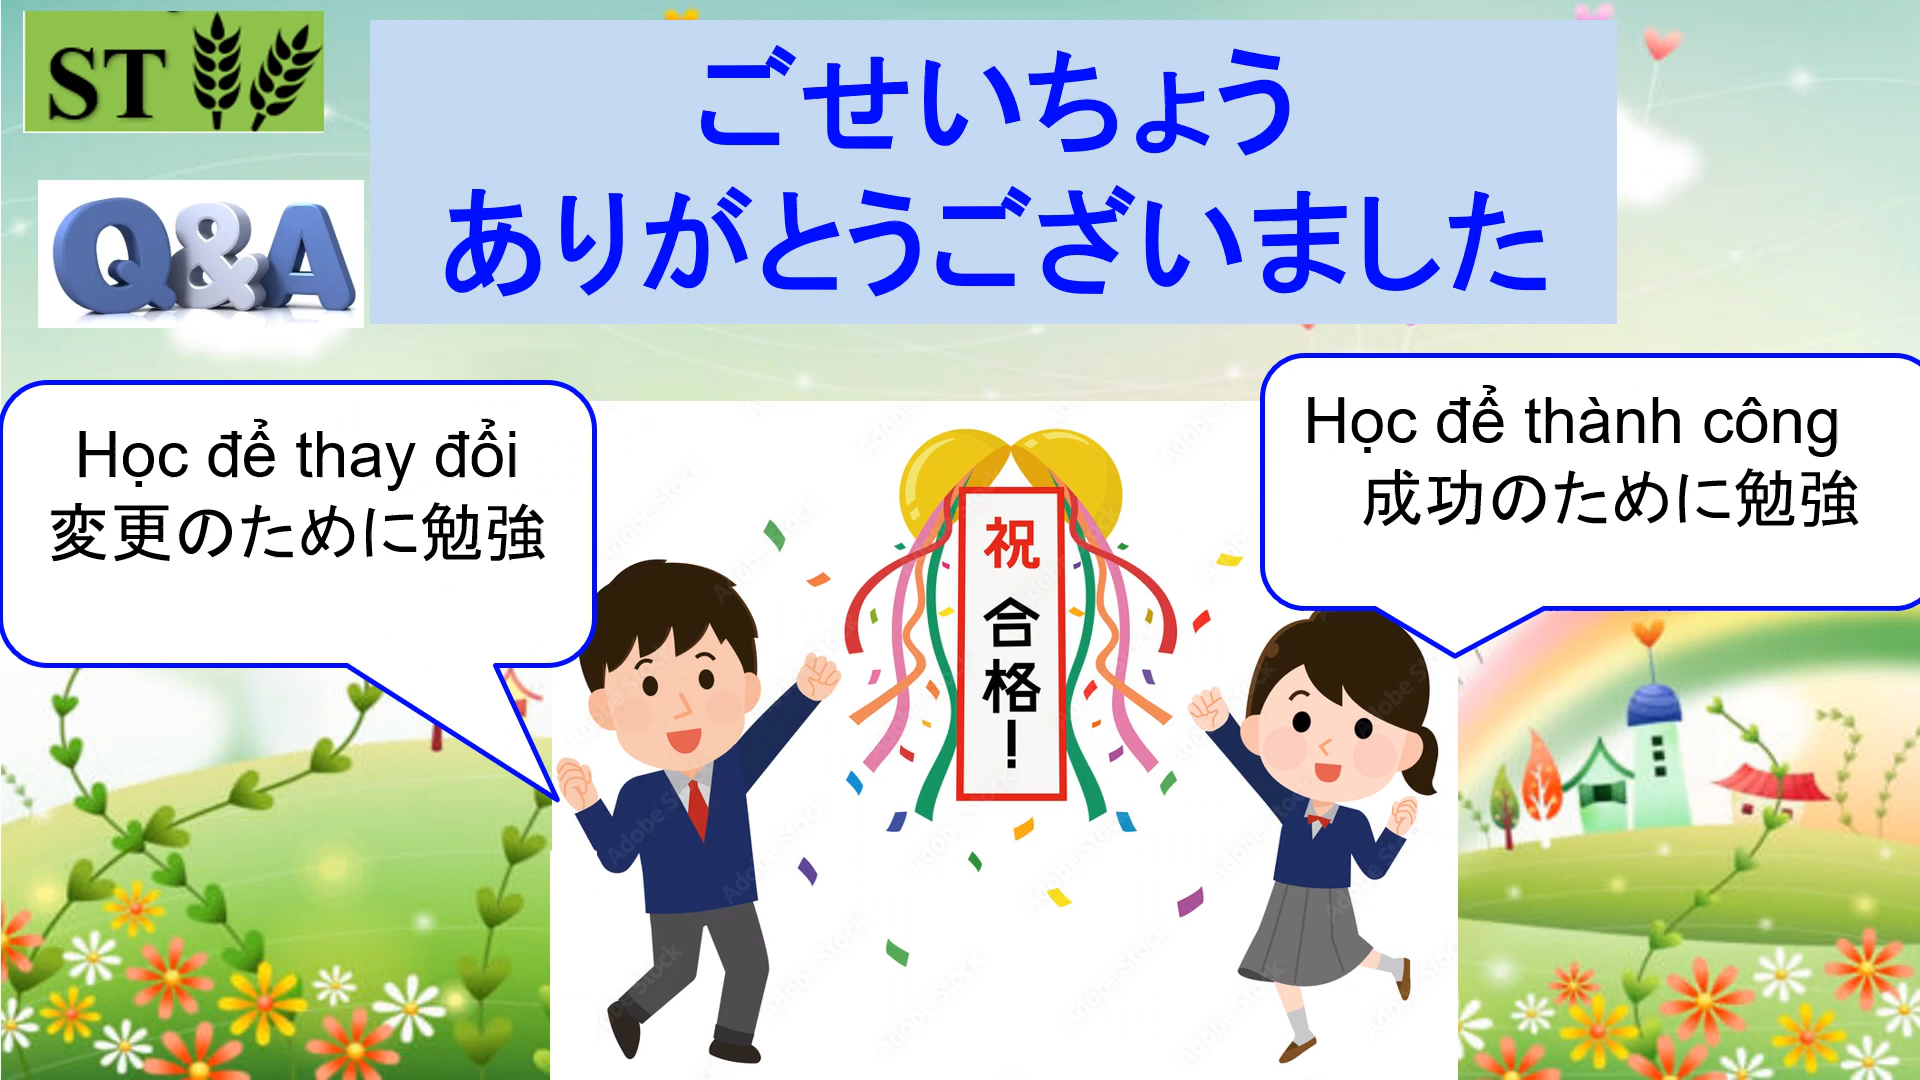 ST
Q&A
ごせいちょう
ありがとうございました
Học để thay đổi
変更のために勉強
Học để thành công
成功のために勉強
祝
合格!
Adobe Stock